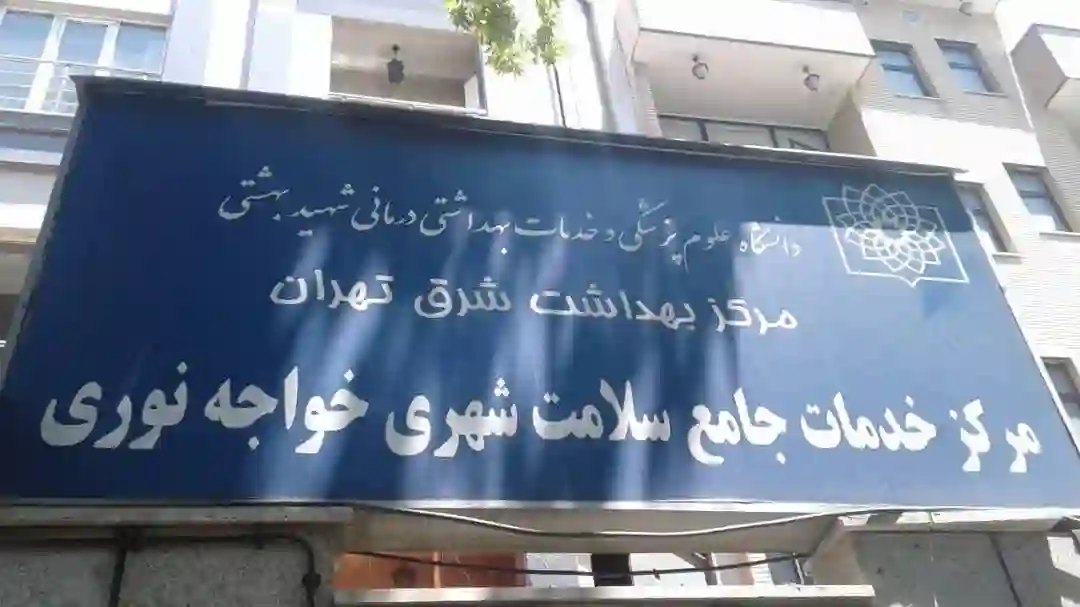 دانشگاه علوم پزشکی و خدمات بهداشتی درمانی شهید بهشتی
مرکز بهداشت شرق تهران
مرکز خدمات جامع سلامت شهری خواجه نوری